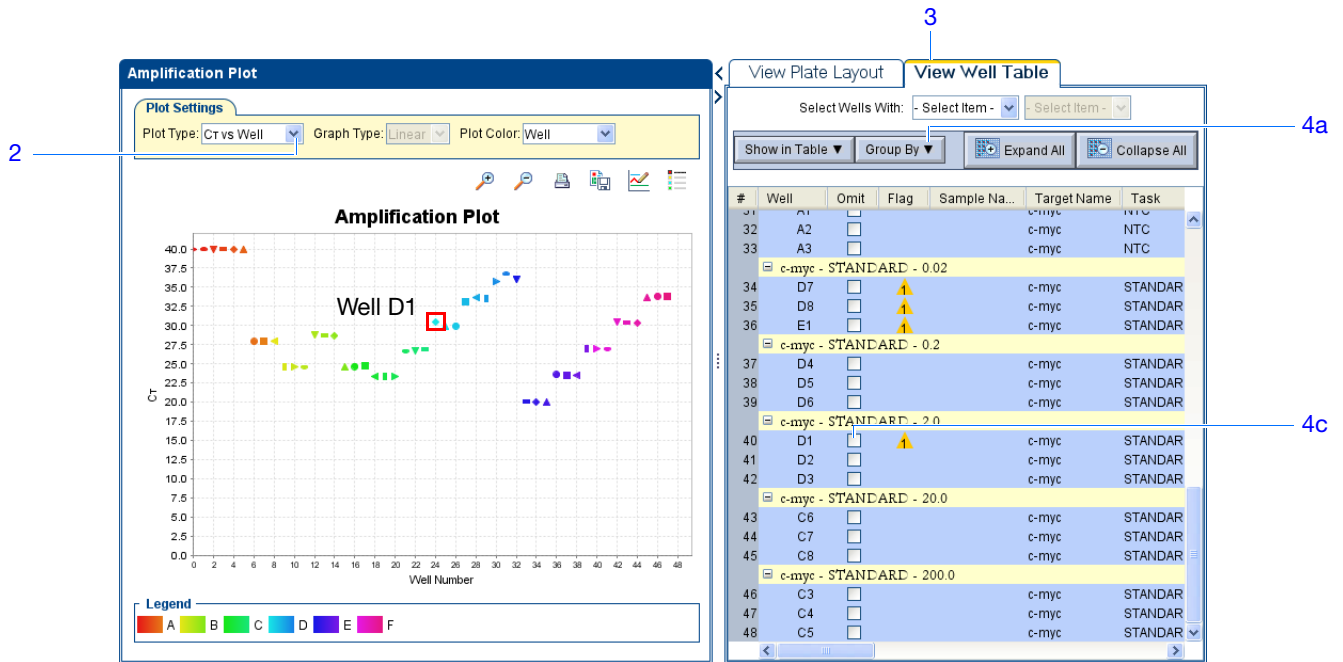 3
Amplification Plot
View Plate Layout
View Well Table
Plot Settings
Select Wells With: - Select Item - - Select Item -
Plot Type: CT vs Well Graph Type: Linear Plot Color: Well
4a
2
Show in Table ▼ Group By ▼ Expand All Collapse All
Amplification Plot
# Well Omit Flag Sample Na... Target Name Task
31 A1 c-myc NTC
32 A2 c-myc NTC
33 A3 c-myc NTC
c-myc - STANDARD - 0.02
34 D7 1 c-myc STANDAR
35 D8 1 c-myc STANDAR
36 E1 1 c-myc STANDAR
c-myc - STANDARD - 0.2
37 D4 c-myc STANDAR
38 D5 c-myc STANDAR
39 D6 c-myc STANDAR
c-myc - STANDARD - 2.0
4c
40 D1 1 c-myc STANDAR
41 D2 c-myc STANDAR
42 D3 c-myc STANDAR
c-myc - STANDARD - 20.0
43 C6 c-myc STANDAR
44 C7 c-myc STANDAR
45 C8 c-myc STANDAR
c-myc - STANDARD - 200.0
46 C3 c-myc STANDAR
47 C4 c-myc STANDAR
48 C5 c-myc STANDAR
Well D1
CT
40.0
37.5
35.0
32.5
30.0
27.5
25.0
22.5
20.0
17.5
15.0
12.5
10.0
7.5
5.0
2.5
0.0
0 2 4 6 8 10 12 14 16 18 20 22 24 26 28 30 32 34 36 38 40 42 44 46 48
Well Number
Legend
A B C D E F